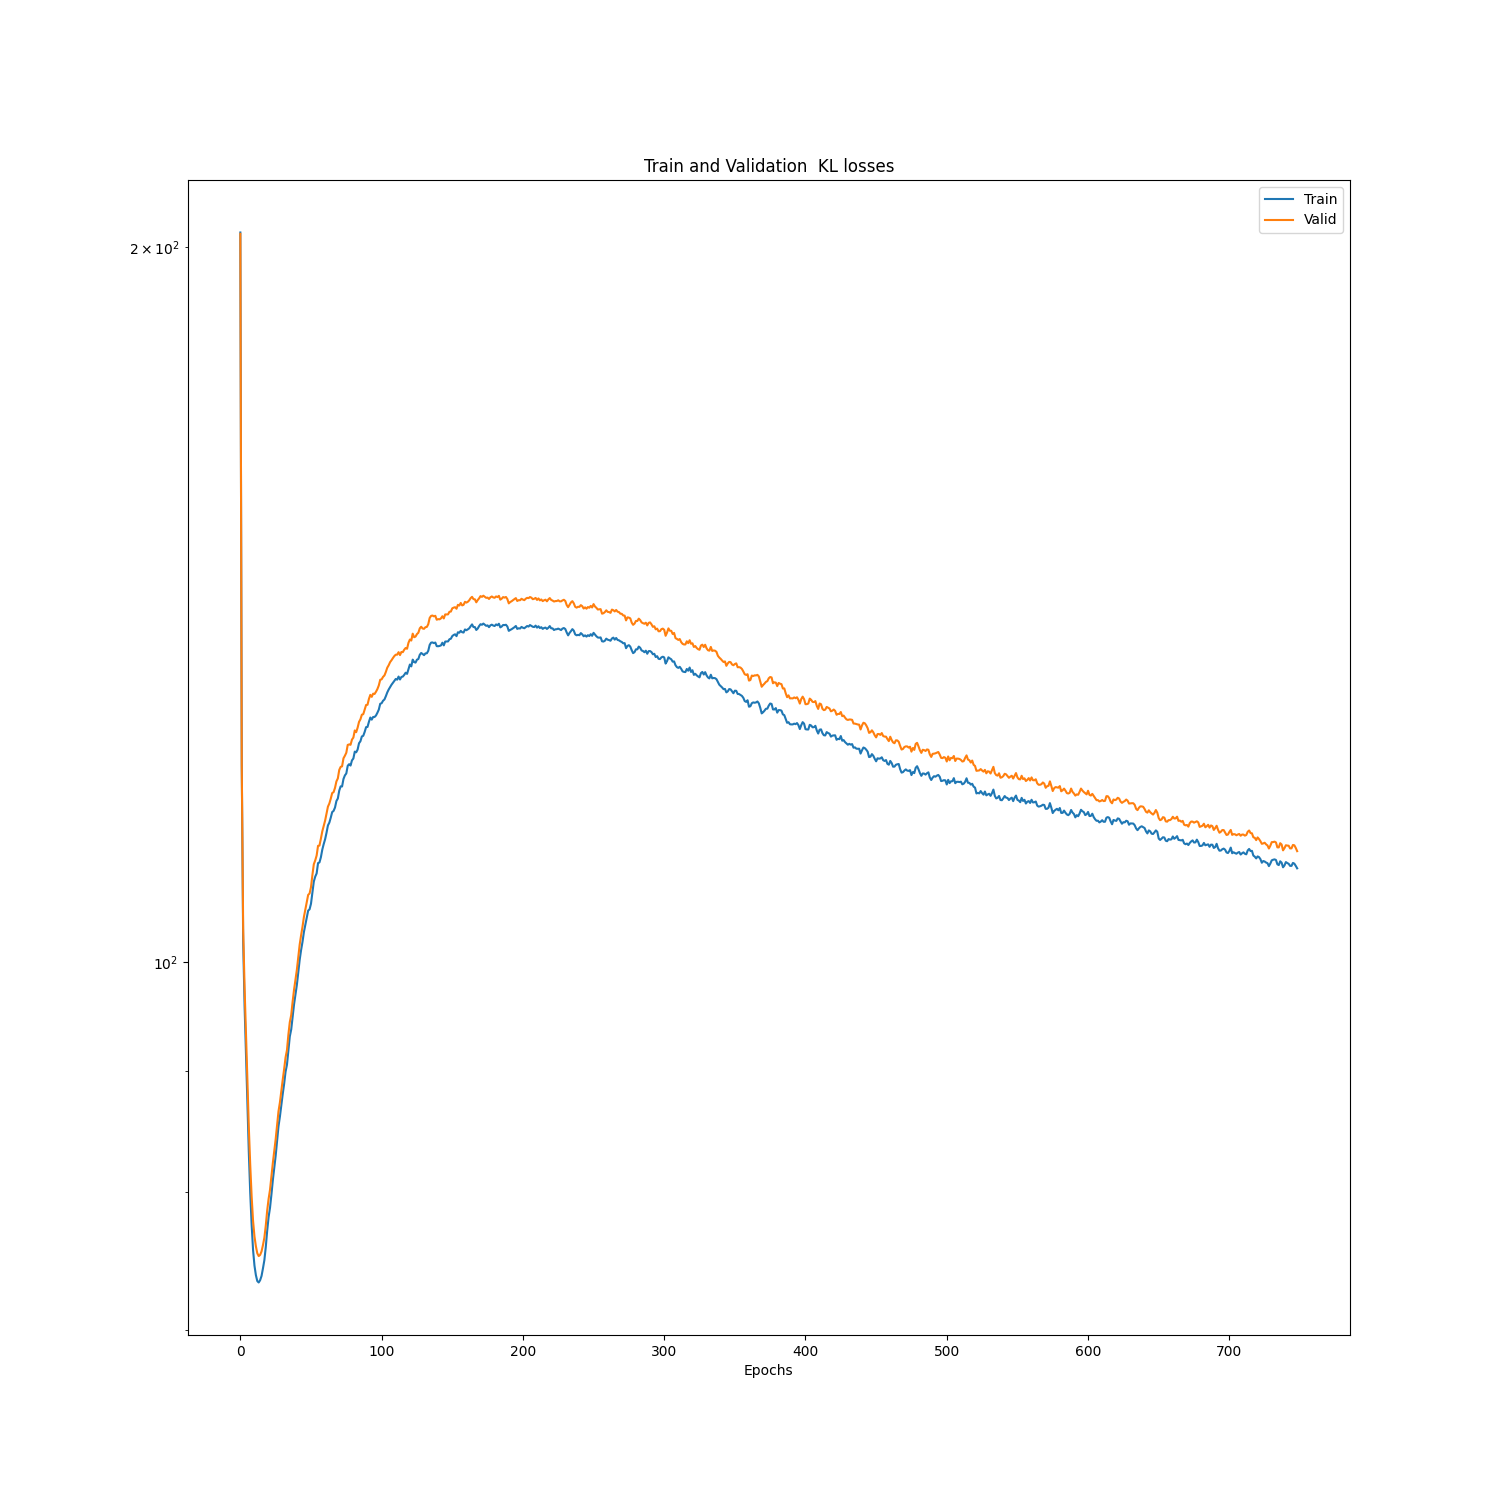 Train and Validation  KL losses
Train
Valid
2 × 10²
10²
0 100 200 300 400 500 600 700
Epochs